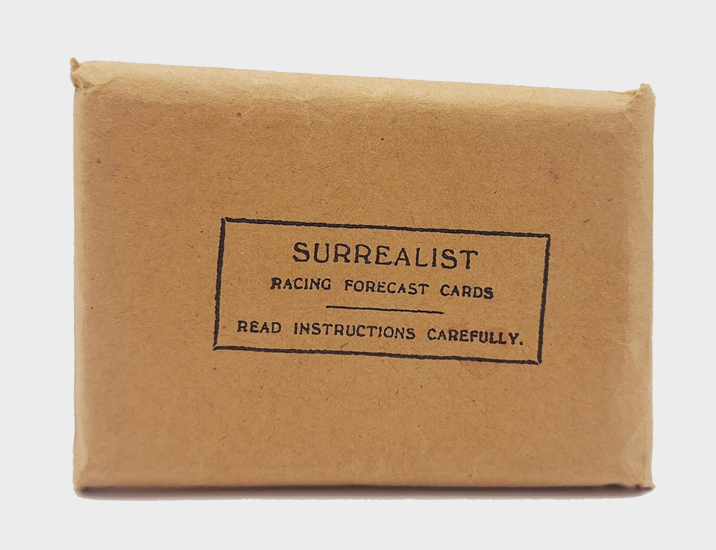 SURREALIST
RACING FORECAST CARDS
READ INSTRUCTIONS CAREFULLY.